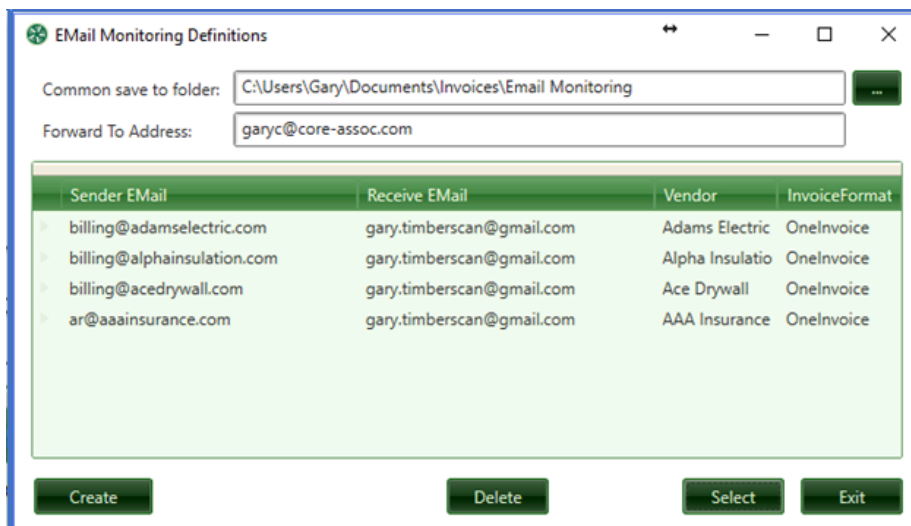 EMail Monitoring Definitions
Common save to folder: C:\Users\Gary\Documents\Invoices\Email Monitoring ...
Forward To Address: garyc@core-assoc.com
Sender EMail Receive EMail Vendor InvoiceFormat
billing@adamselectric.com gary.timberscan@gmail.com Adams Electric OneInvoice
billing@alphainsulation.com gary.timberscan@gmail.com Alpha Insulatio OneInvoice
billing@acedrywall.com gary.timberscan@gmail.com Ace Drywall OneInvoice
ar@aaainsurance.com gary.timberscan@gmail.com AAA Insurance OneInvoice
Create Delete Select Exit